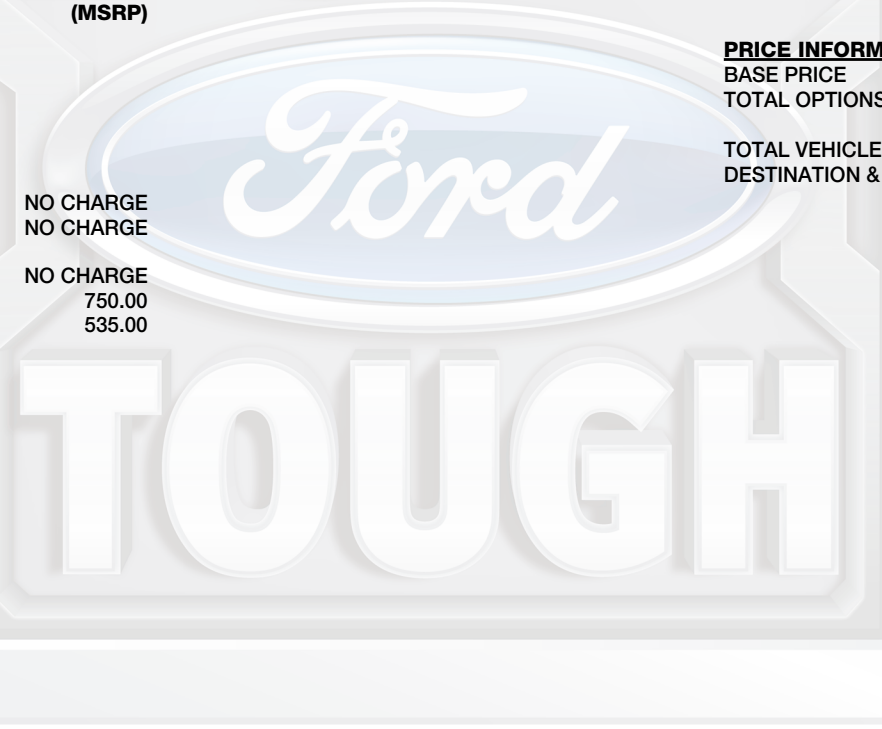 (MSRP)
NO CHARGE
NO CHARGE
NO CHARGE
750.00
535.00
PRICE INFORM
BASE PRICE
TOTAL OPTIONS
TOTAL VEHICLE
DESTINATION &
Ford
TOUGH